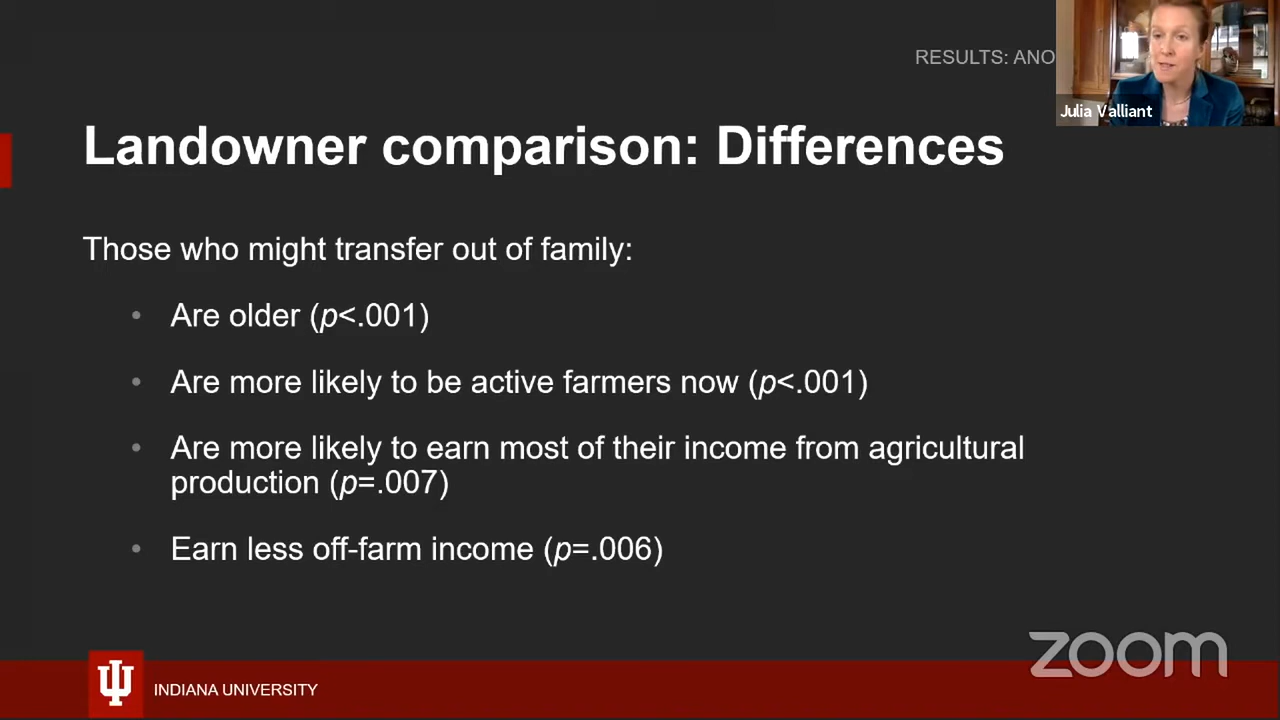 RESULTS: ANO
Julia Valliant
Landowner comparison: Differences
Those who might transfer out of family:
• Are older (p<.001)
• Are more likely to be active farmers now (p<.001)
• Are more likely to earn most of their income from agricultural
production (p=.007)
• Earn less off-farm income (p=.006)
zoom
INDIANA UNIVERSITY